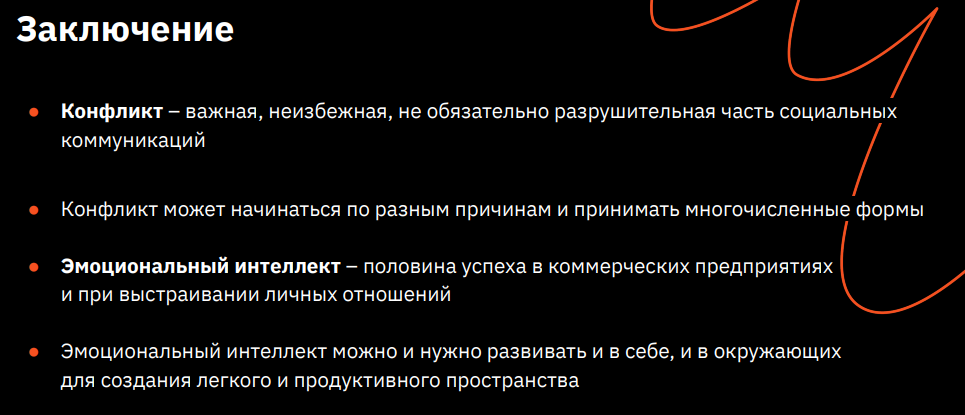 Заключение
Конфликт – важная, неизбежная, не обязательно разрушительная часть социальных
коммуникаций
Конфликт может начинаться по разным причинам и принимать многочисленные формы
Эмоциональный интеллект – половина успеха в коммерческих предприятиях
и при выстраивании личных отношений
Эмоциональный интеллект можно и нужно развивать и в себе, и в окружающих
для создания легкого и продуктивного пространства